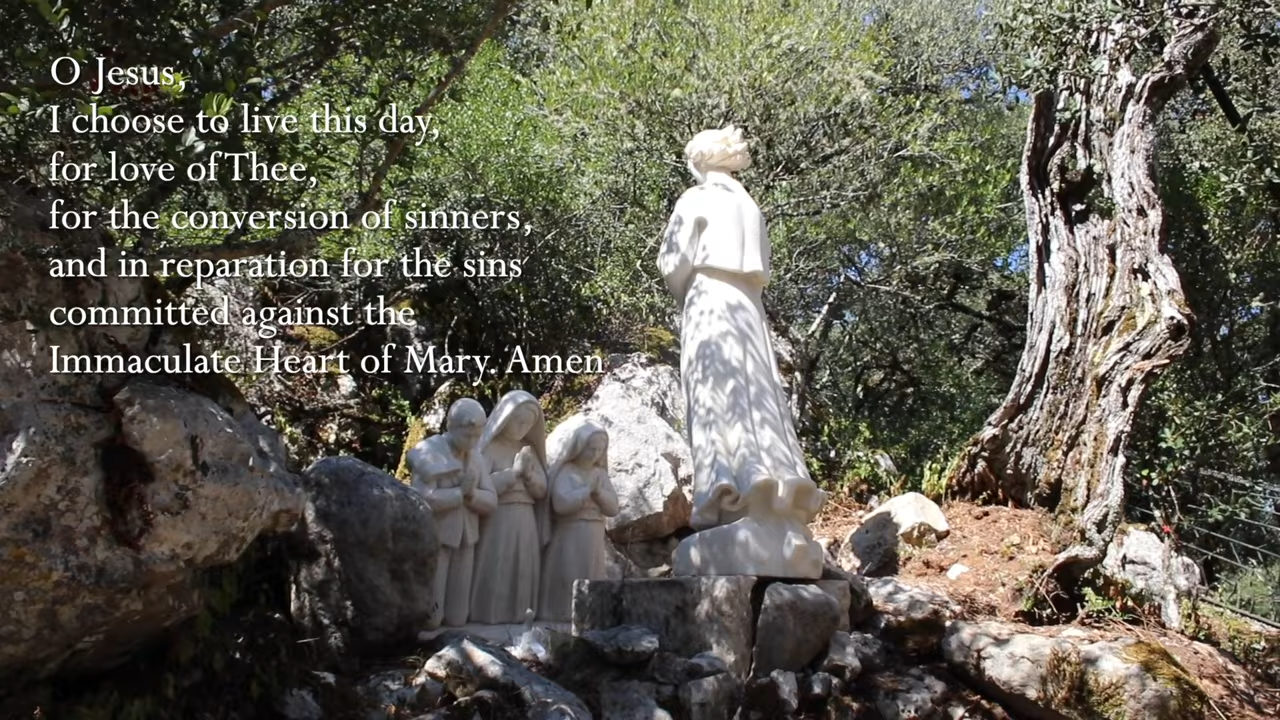 O Jesus,
I choose to live this day,
for love of Thee,
for the conversion of sinners,
and in reparation for the sins
committed against the
Immaculate Heart of Mary. Amen